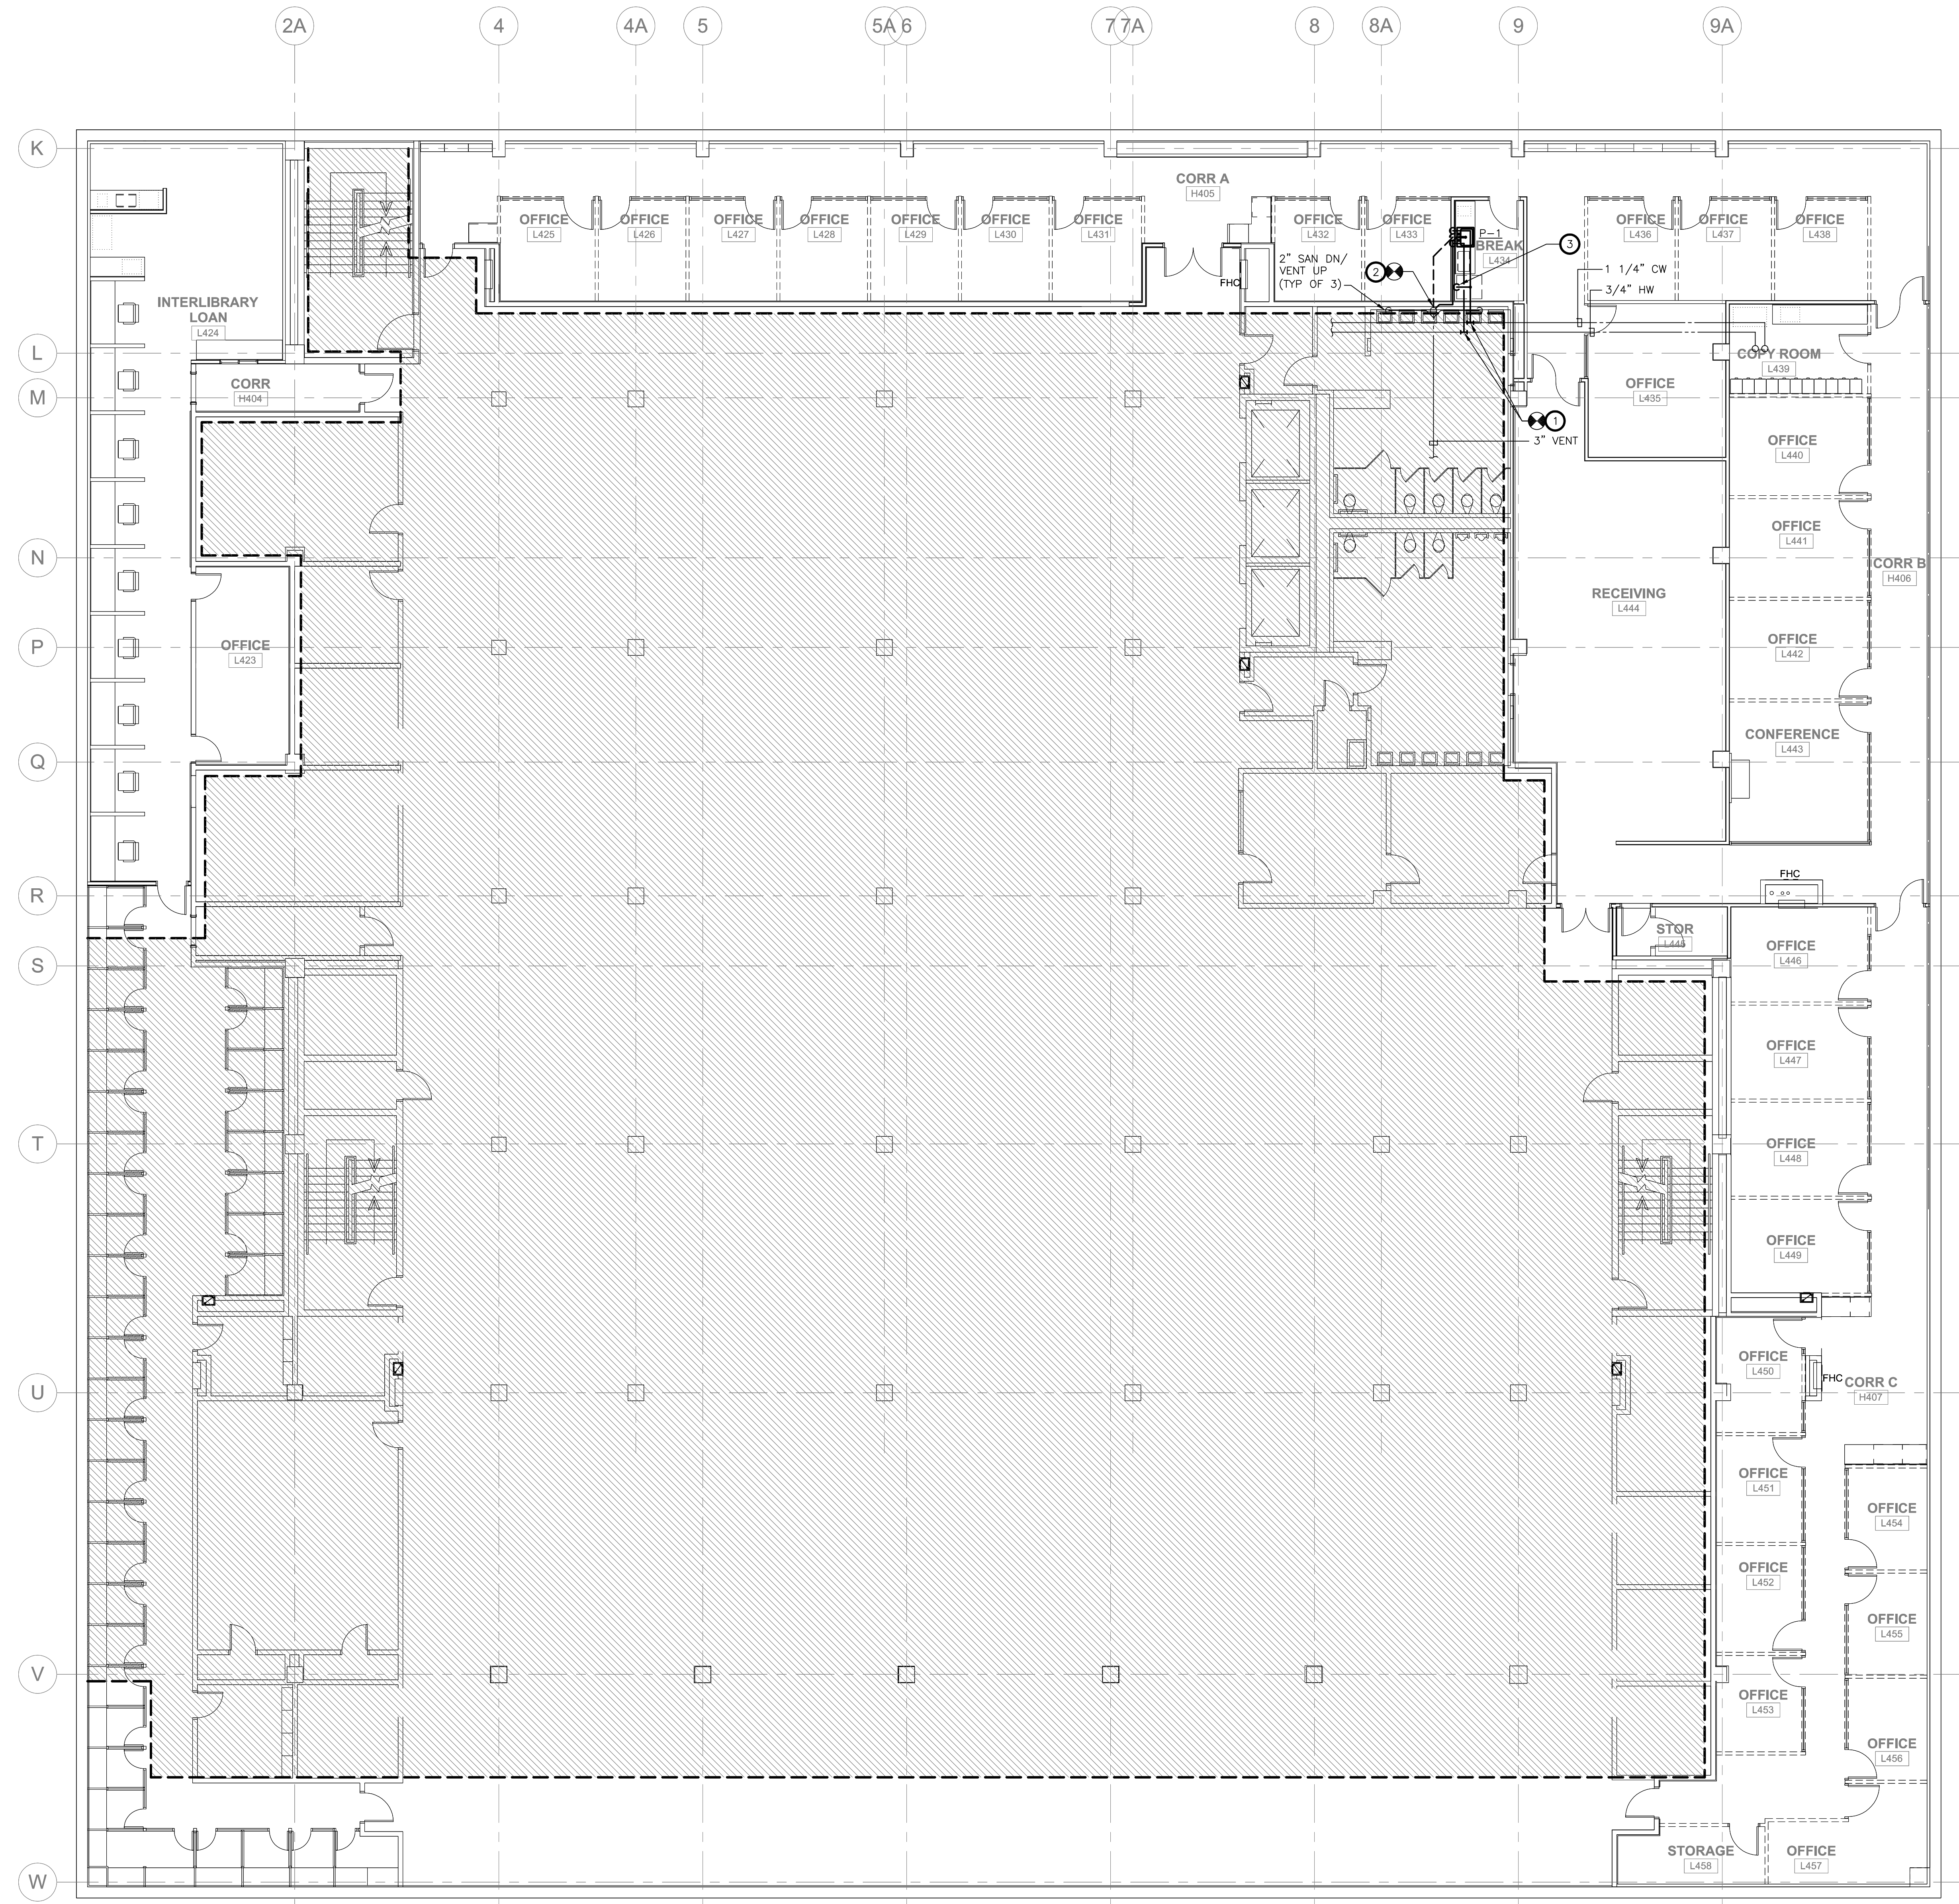 2A
4
4A
5
5A
6
7
7A
8
8A
9
9A
K
CORR A
H405
OFFICE
L425
OFFICE
L426
OFFICE
L427
OFFICE
L428
OFFICE
L429
OFFICE
L430
OFFICE
L431
OFFICE
L432
OFFICE
L433
P-1
BREAK
L434
3
OFFICE
L436
OFFICE
L437
OFFICE
L438
2" SAN DN/
VENT UP
(TYP OF 3)
2
FHC
1 1/4" CW
3/4" HW
INTERLIBRARY
LOAN
L424
L
COPY ROOM
L439
CORR
H404
M
OFFICE
L435
1
3" VENT
OFFICE
L440
OFFICE
L441
N
CORR B
H406
RECEIVING
L444
P
OFFICE
L423
OFFICE
L442
Q
CONFERENCE
L443
R
FHC
STOR
L445
OFFICE
L446
S
OFFICE
L447
T
OFFICE
L448
OFFICE
L449
OFFICE
L450
FHC
U
CORR C
H407
OFFICE
L451
OFFICE
L454
OFFICE
L452
OFFICE
L455
V
OFFICE
L453
OFFICE
L456
STORAGE
L458
OFFICE
L457
W